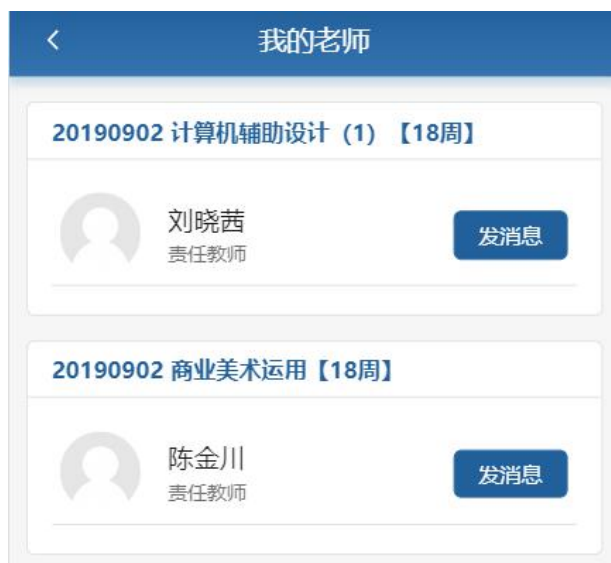 我的老师
20190902 计算机辅助设计（1）【18周】
刘晓茜
责任教师
发消息
20190902 商业美术运用【18周】
陈金川
责任教师
发消息